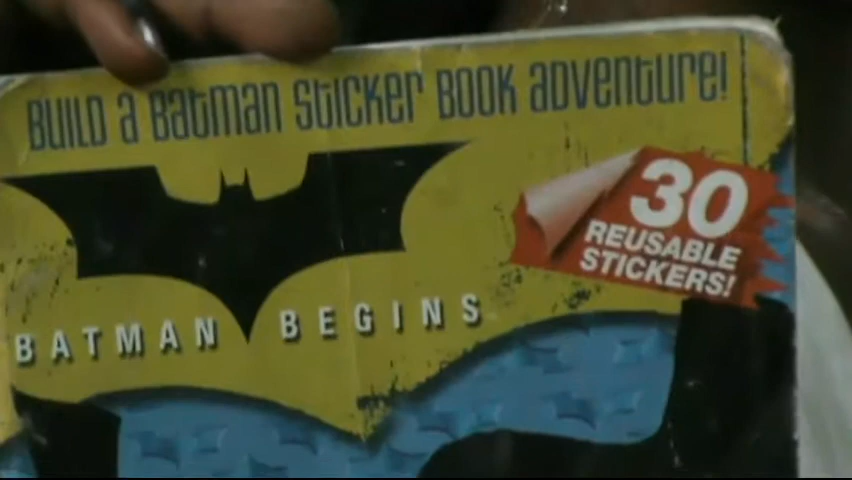 BUILD a Batman Sticker BOOK adventure!
30
REUSABLE
STICKERS!
BATMAN BEGINS